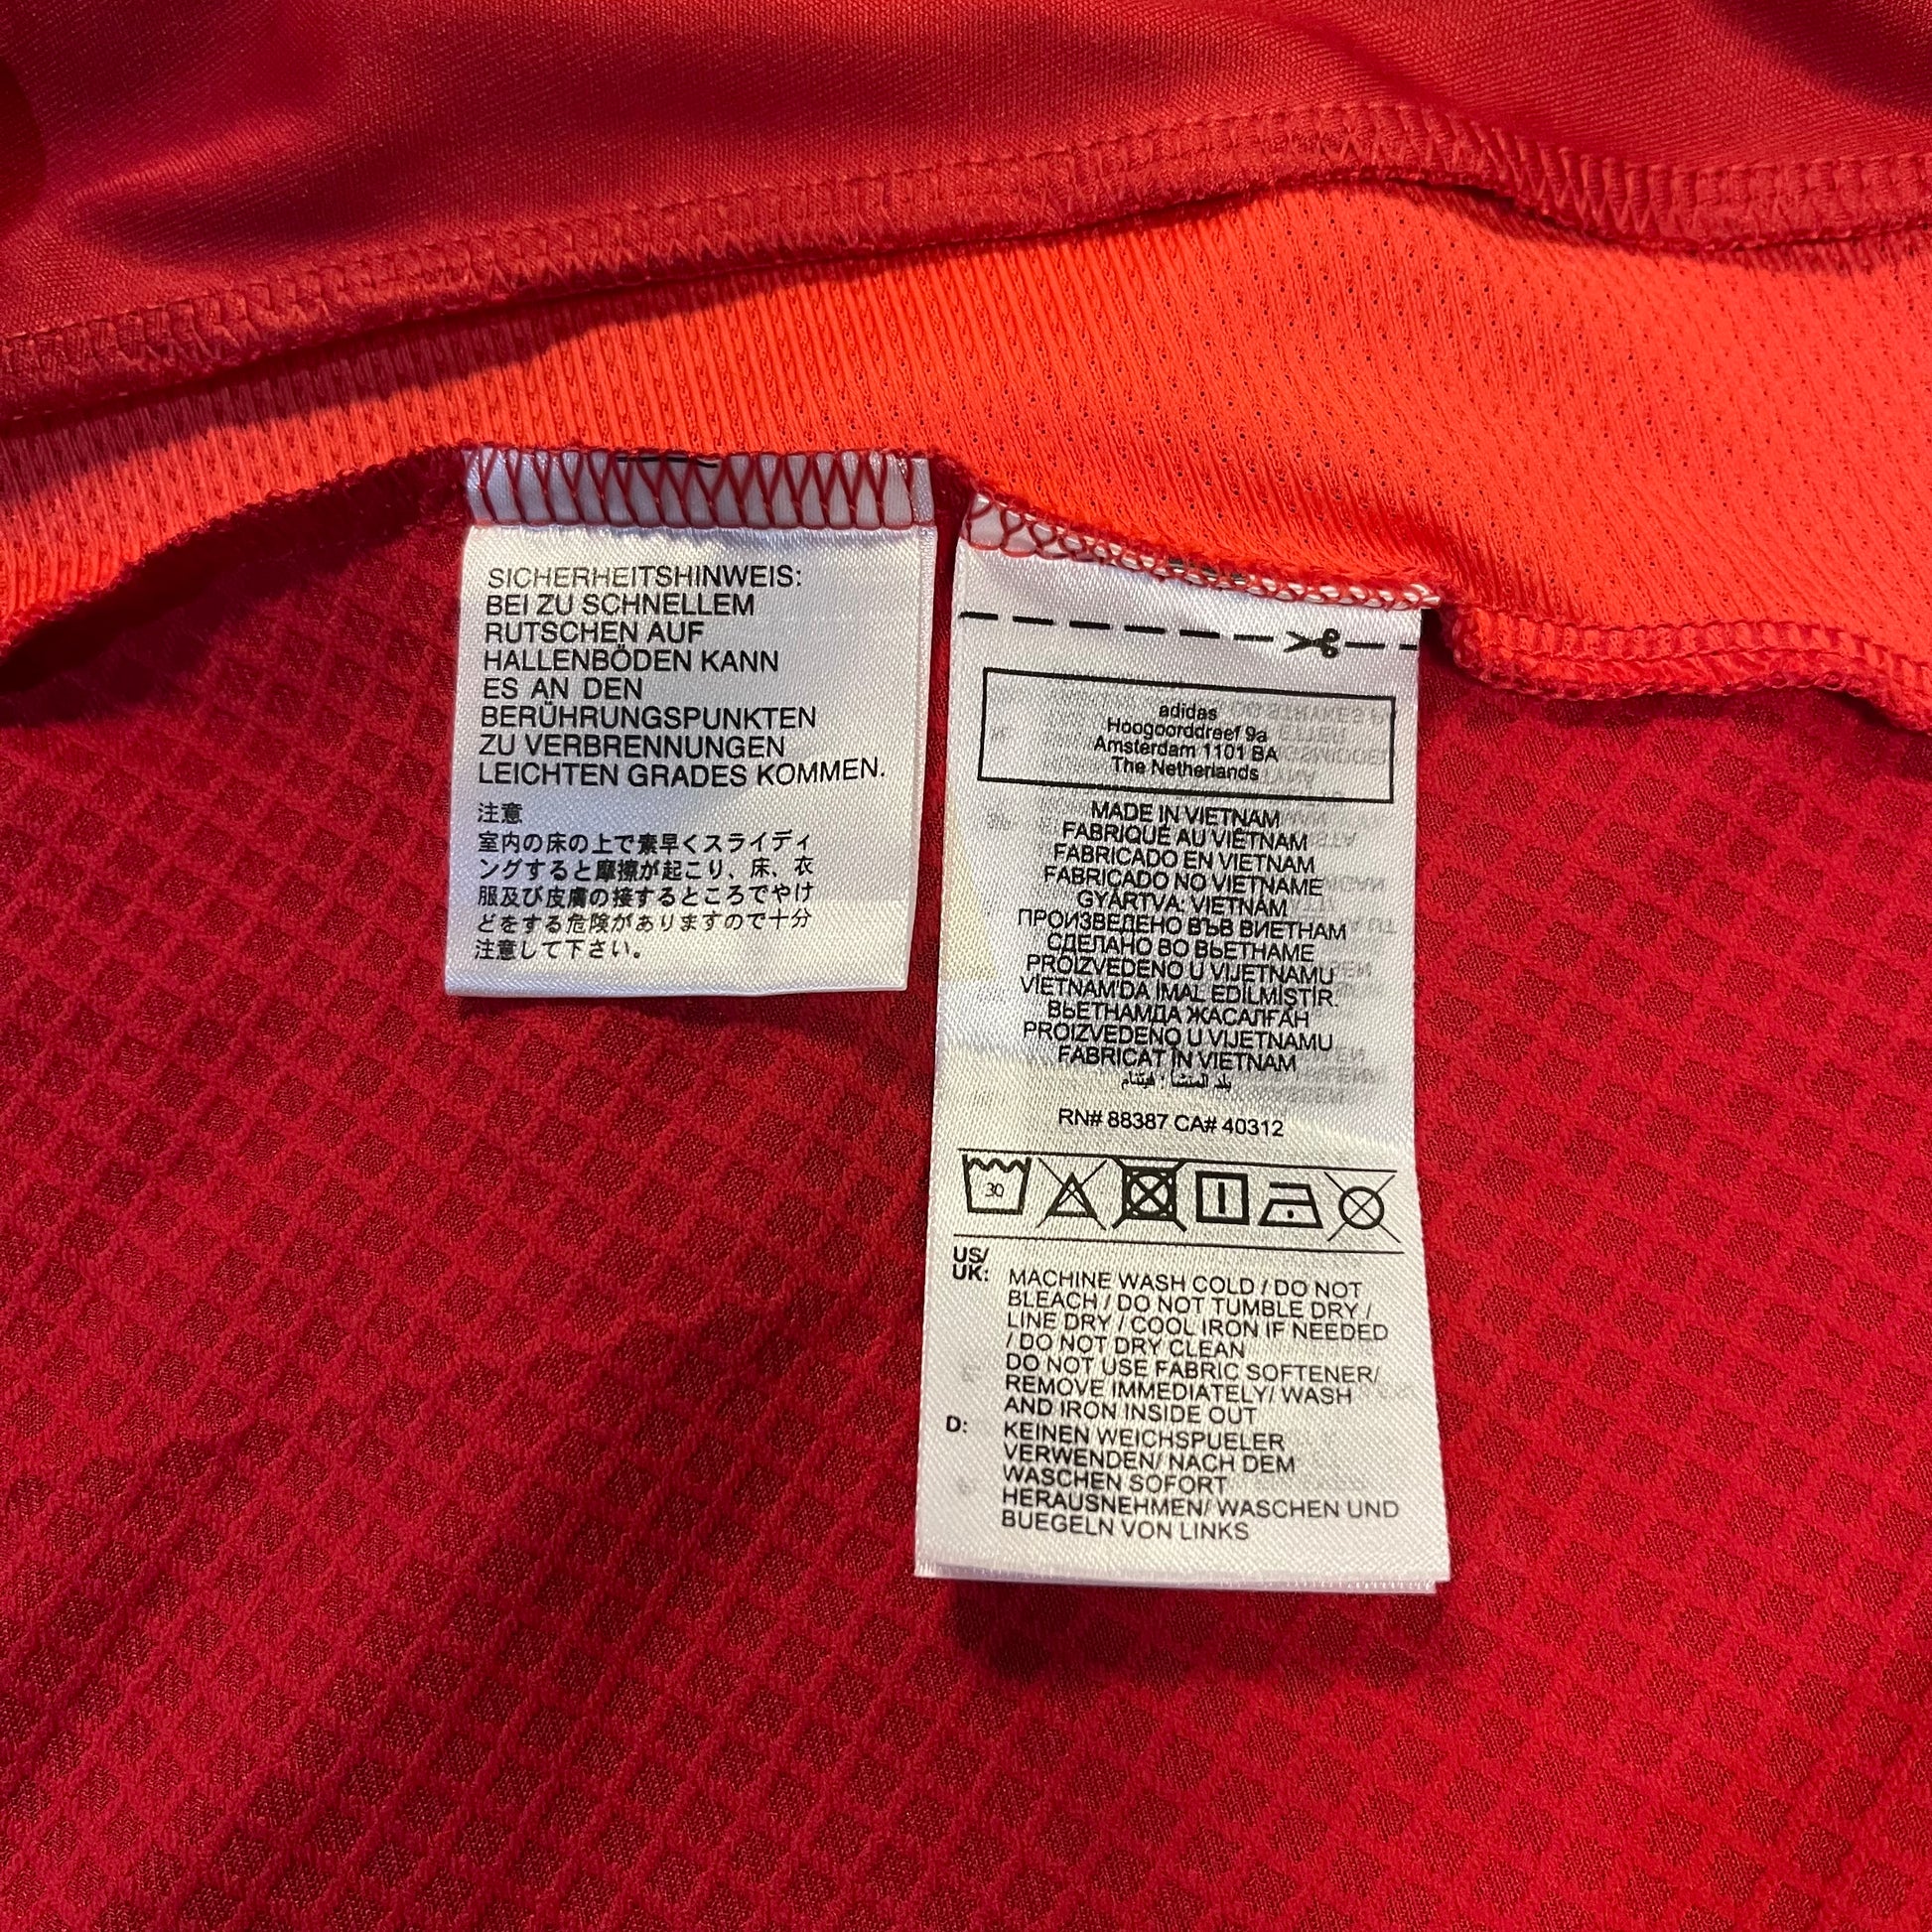 SICHERHEITSHINWEIS:
BEI ZU SCHNELLEM
RUTSCHEN AUF
HALLENBÖDEN KANN
ES AN DEN
BERÜHRUNGSPUNKTEN
ZU VERBRENNUNGEN
LEICHTEN GRADES KOMMEN.
注意
室内の床の上で素早くスライディ
ングすると摩擦が起こり、床、衣
服及び皮膚の接するところでやけ
どをする危険がありますので十分
注意して下さい。
adidas
Hoogoorddreef 9a
Amsterdam 1101 BA
The Netherlands
MADE IN VIETNAM
FABRIQUÉ AU VIÊTNAM
FABRICADO EN VIETNAM
FABRICADO NO VIETNAME
GYÁRTVA: VIETNÁM
ПРОИЗВЕДЕНО ВЪВ ВИЕТНАМ
СДЕЛАНО ВО ВЬЕТНАМЕ
PROIZVEDENO U VIJETNAMU
VİETNAM'DA İMAL EDİLMİŞTİR.
ВЬЕТНАМДА ЖАСАЛҒАН
PROIZVEDENO U VIJETNAMU
FABRICAT ÎN VIETNAM
بلد المنشأ : فيتنام
RN# 88387 CA# 40312
30
US/
UK:
MACHINE WASH COLD / DO NOT
BLEACH / DO NOT TUMBLE DRY /
LINE DRY / COOL IRON IF NEEDED
/ DO NOT DRY CLEAN
DO NOT USE FABRIC SOFTENER/
REMOVE IMMEDIATELY/ WASH
AND IRON INSIDE OUT
D:
KEINEN WEICHSPUELER
VERWENDEN/ NACH DEM
WASCHEN SOFORT
HERAUSNEHMEN/ WASCHEN UND
BUEGELN VON LINKS